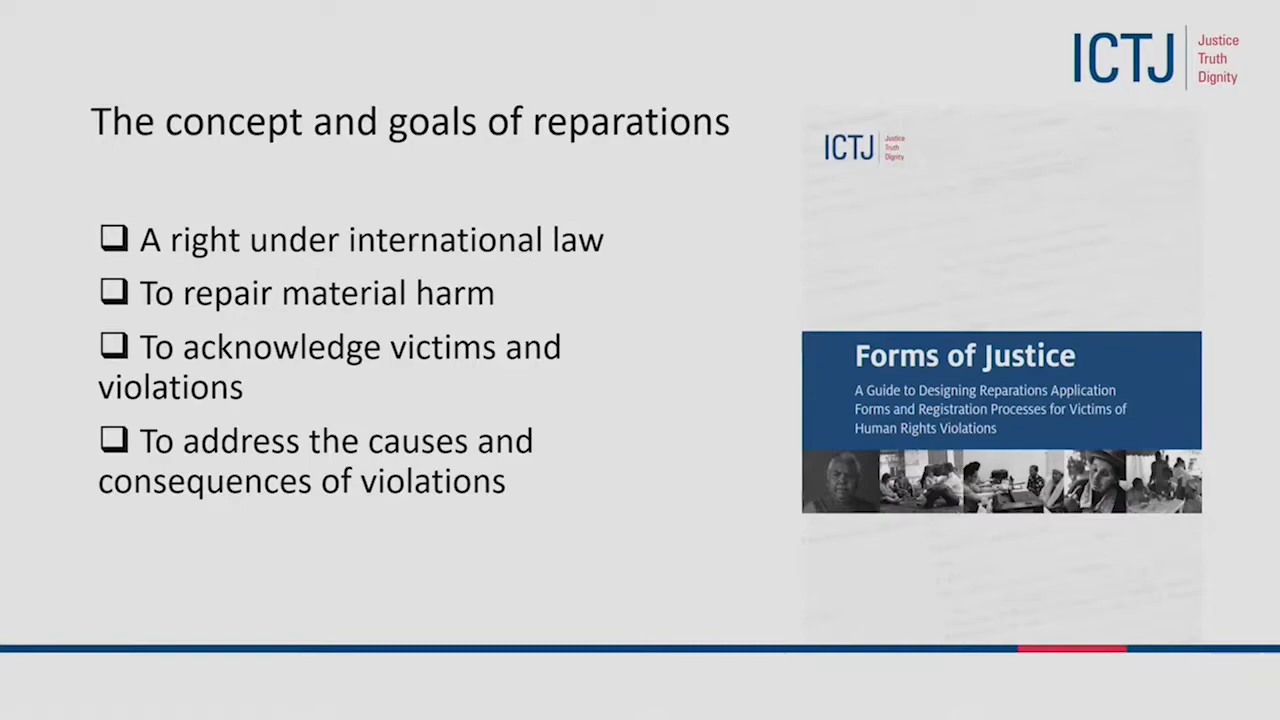 ICTJ
Justice
Truth
Dignity
The concept and goals of reparations
❑ A right under international law
❑ To repair material harm
❑ To acknowledge victims and
violations
❑ To address the causes and
consequences of violations
ICTJ
Justice
Truth
Dignity
Forms of Justice
A Guide to Designing Reparations Application
Forms and Registration Processes for Victims of
Human Rights Violations